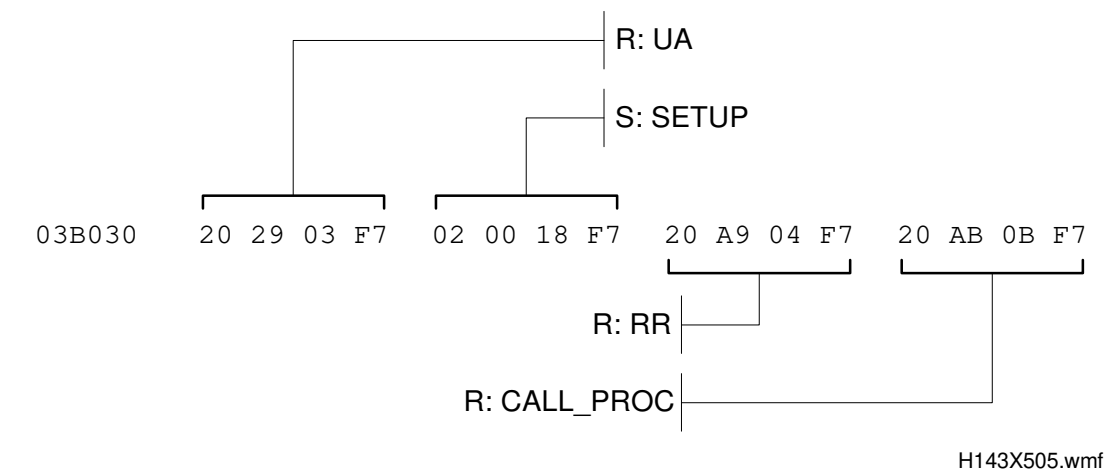 R: UA
S: SETUP
03B030 20 29 03 F7 02 00 18 F7 20 A9 04 F7 20 AB 0B F7
R: RR
R: CALL_PROC
H143X505.wmf